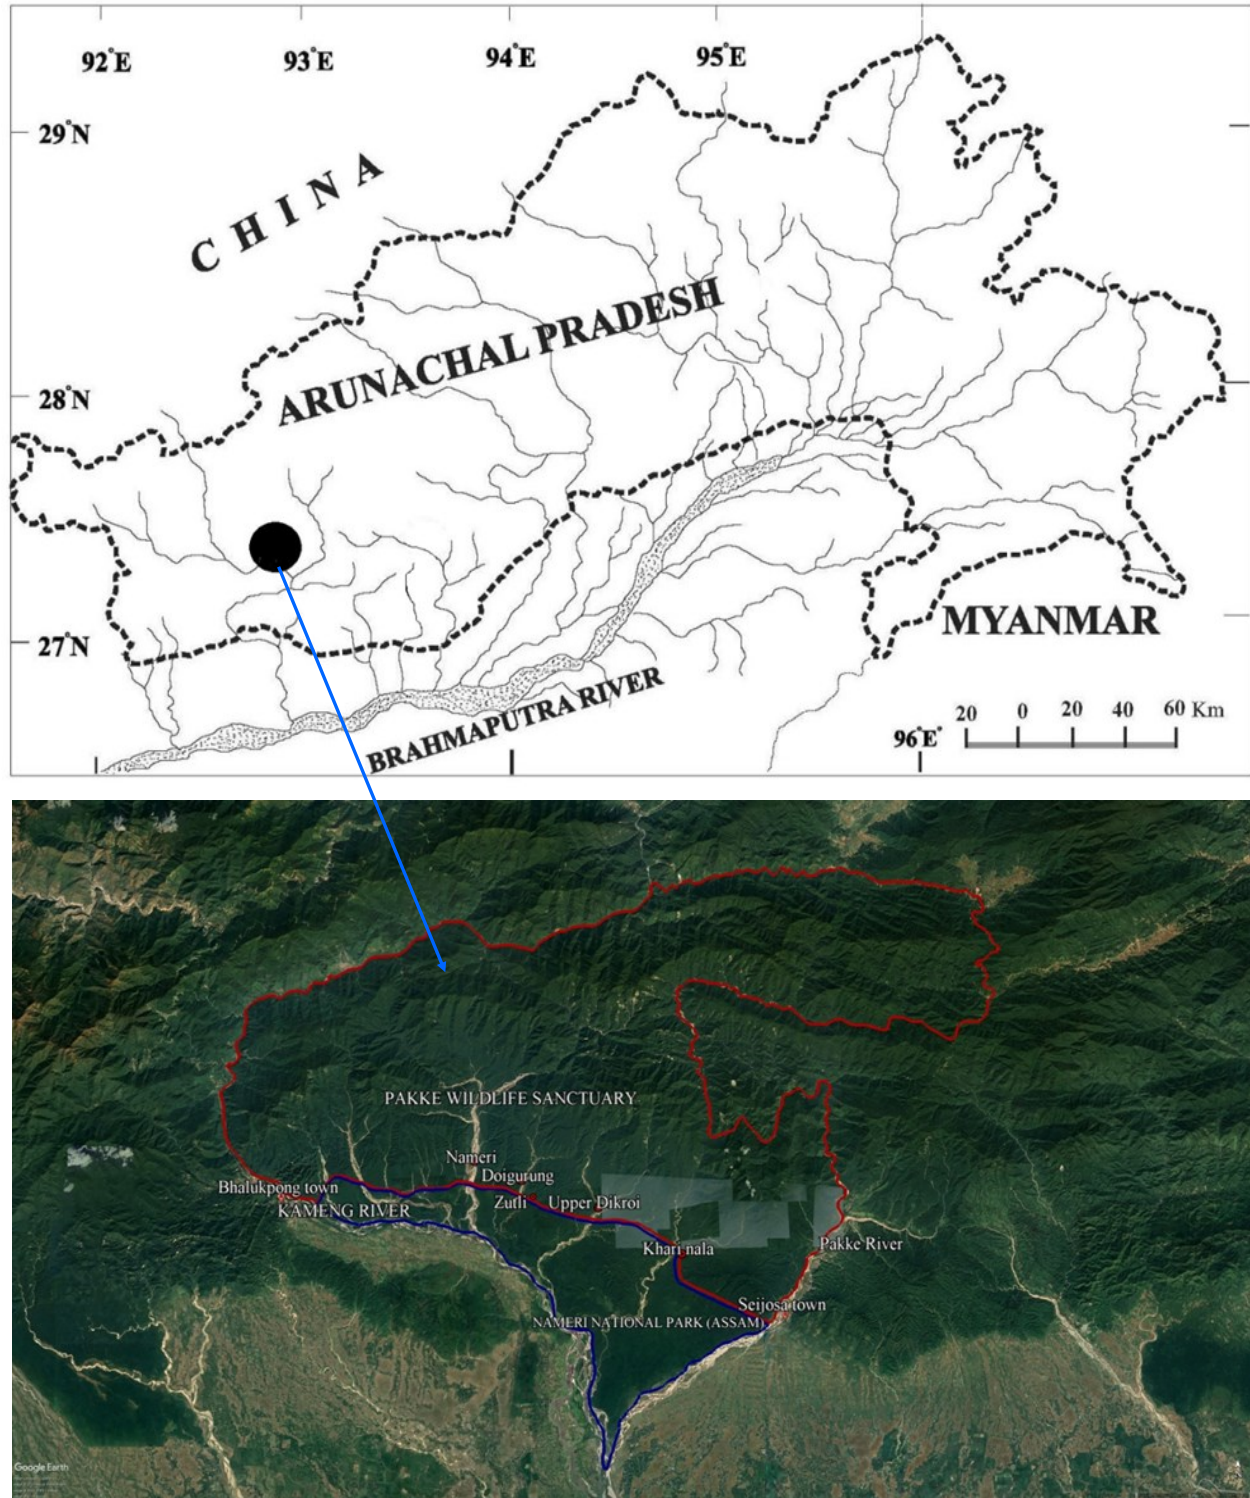 92°E 93°E 94°E 95°E
29°N
CHINA
ARUNACHAL PRADESH
28°N
27°N
MYANMAR
BRAHMAPUTRA RIVER
20 0 20 40 60 Km
96°E°
PAKKE WILDLIFE SANCTUARY
Nameri
Doigurung
Bhalukpong town
Zutli
Upper Dikroi
KAMENG RIVER
Khari nala
Pakke River
Seijosa town
NAMERI NATIONAL PARK (ASSAM)
Google Earth